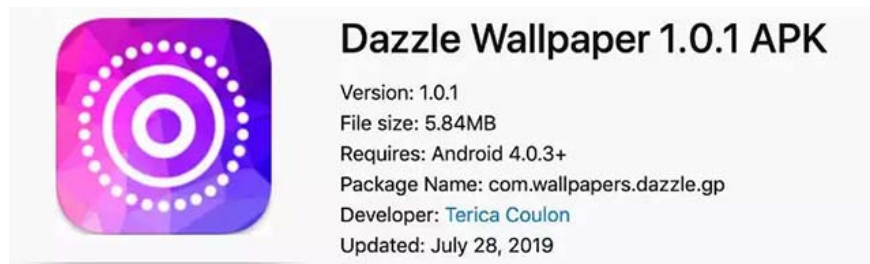 Dazzle Wallpaper 1.0.1 APK
Version: 1.0.1
File size: 5.84MB
Requires: Android 4.0.3+
Package Name: com.wallpapers.dazzle.gp
Developer: Terica Coulon
Updated: July 28, 2019